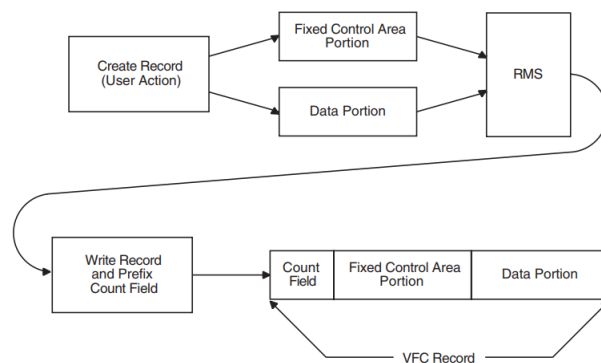 Create Record
(User Action)
Fixed Control Area
Portion
Data Portion
RMS
Write Record
and Prefix
Count Field
Count
Field
Fixed Control Area
Portion
Data Portion
VFC Record